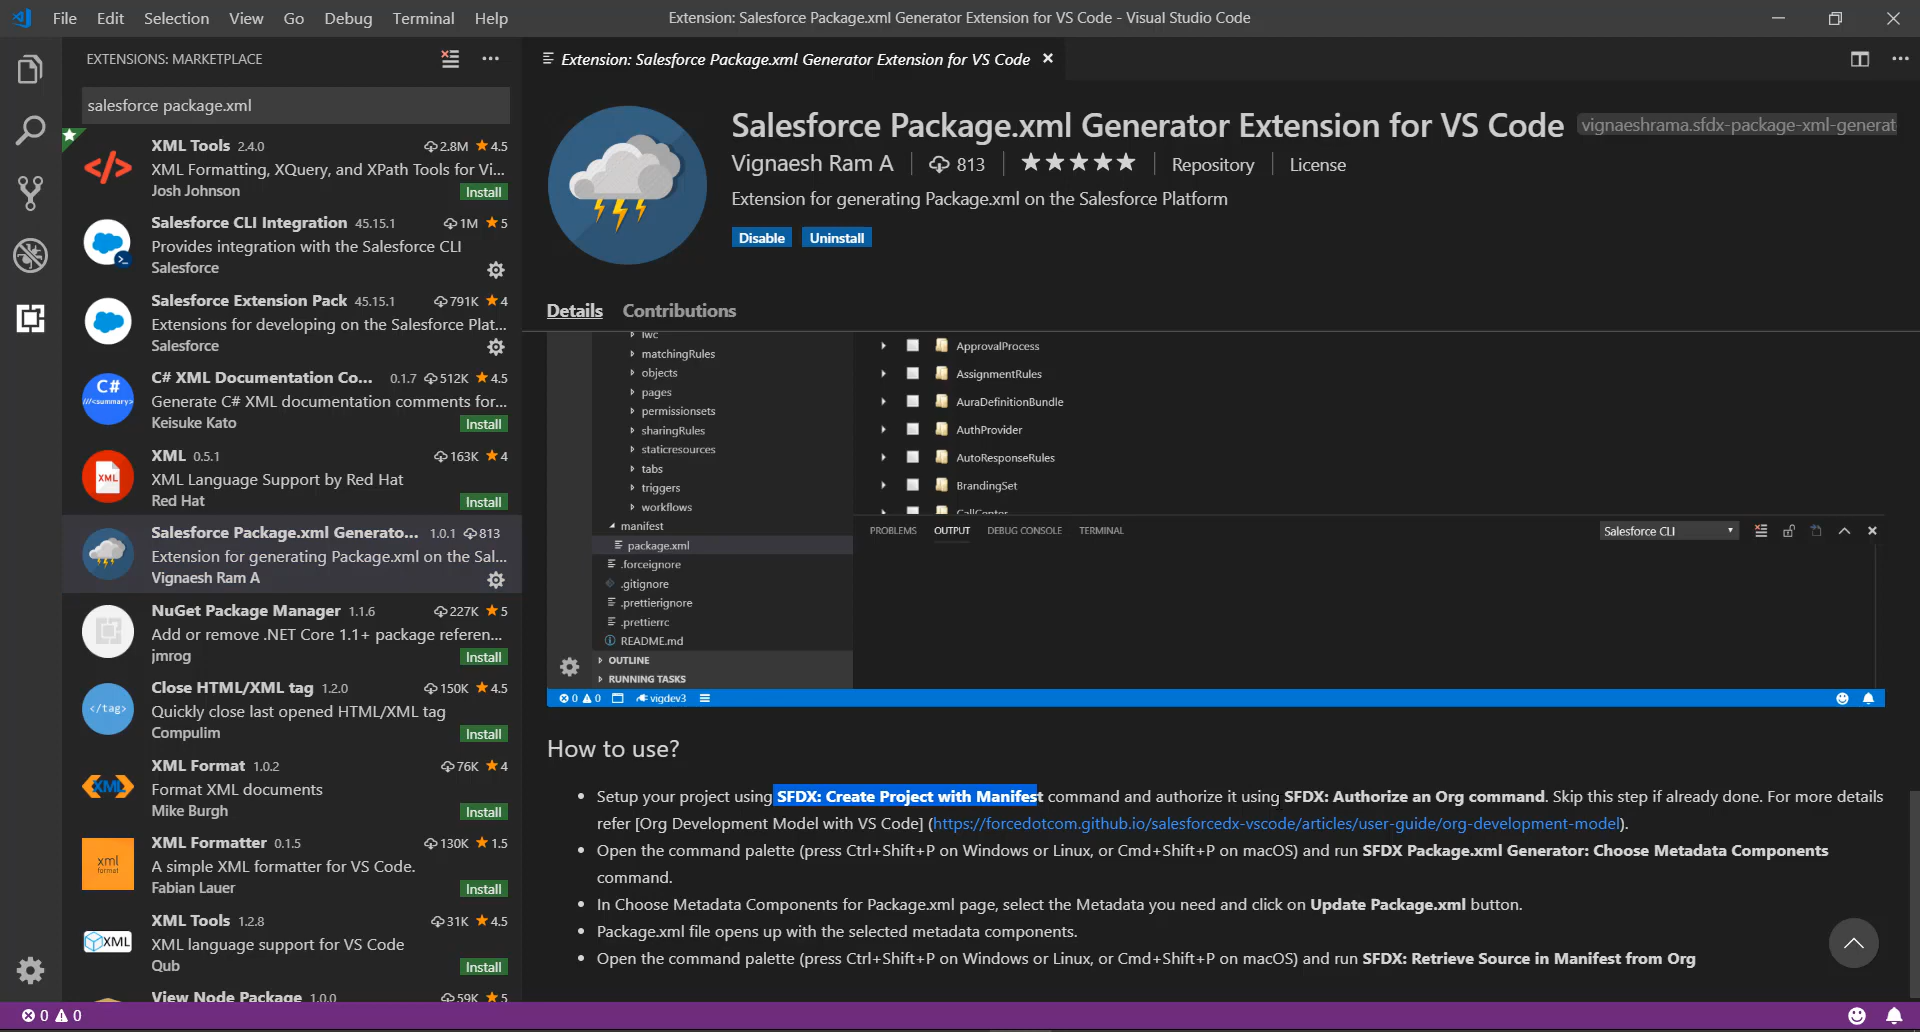 File Edit Selection View Go Debug Terminal Help
Extension: Salesforce Package.xml Generator Extension for VS Code - Visual Studio Code
EXTENSIONS: MARKETPLACE
salesforce package.xml
XML Tools 2.4.0 2.8M 4.5
XML Formatting, XQuery, and XPath Tools for Vi...
Josh Johnson Install
Salesforce CLI Integration 45.15.1 1M 5
Provides integration with the Salesforce CLI
Salesforce
Salesforce Extension Pack 45.15.1 791K 4
Extensions for developing on the Salesforce Plat...
Salesforce
C#
///<summary>
C# XML Documentation Co... 0.1.7 512K 4.5
Generate C# XML documentation comments for...
Keisuke Kato Install
XML
XML 0.5.1 163K 4
XML Language Support by Red Hat
Red Hat Install
Salesforce Package.xml Generato... 1.0.1 813
Extension for generating Package.xml on the Sal...
Vignaesh Ram A
NuGet Package Manager 1.1.6 227K 5
Add or remove .NET Core 1.1+ package referen...
jmrog Install
</tag>
Close HTML/XML tag 1.2.0 150K 4.5
Quickly close last opened HTML/XML tag
Compulim Install
XML
XML Format 1.0.2 76K 4
Format XML documents
Mike Burgh Install
xml
format
XML Formatter 0.1.5 130K 1.5
A simple XML formatter for VS Code.
Fabian Lauer Install
XML
XML Tools 1.2.8 31K 4.5
XML language support for VS Code
Qub Install
View Node Package 1.0.0 59K 5
Extension: Salesforce Package.xml Generator Extension for VS Code
Salesforce Package.xml Generator Extension for VS Code vignaeshrama.sfdx-package-xml-generat
Vignaesh Ram A 813 Repository License
Extension for generating Package.xml on the Salesforce Platform
Disable Uninstall
Details Contributions
lwc
matchingRules
objects
pages
permissionsets
sharingRules
staticresources
tabs
triggers
workflows
manifest
package.xml
.forceignore
.gitignore
.prettierignore
.prettierrc
README.md
OUTLINE
RUNNING TASKS
ApprovalProcess
AssignmentRules
AuraDefinitionBundle
AuthProvider
AutoResponseRules
BrandingSet
CallCenter
PROBLEMS OUTPUT DEBUG CONSOLE TERMINAL Salesforce CLI
0 0 vigdev3
How to use?
• Setup your project using SFDX: Create Project with Manifest command and authorize it using SFDX: Authorize an Org command. Skip this step if already done. For more details
refer [Org Development Model with VS Code] (https://forcedotcom.github.io/salesforcedx-vscode/articles/user-guide/org-development-model).
• Open the command palette (press Ctrl+Shift+P on Windows or Linux, or Cmd+Shift+P on macOS) and run SFDX Package.xml Generator: Choose Metadata Components
command.
• In Choose Metadata Components for Package.xml page, select the Metadata you need and click on Update Package.xml button.
• Package.xml file opens up with the selected metadata components.
• Open the command palette (press Ctrl+Shift+P on Windows or Linux, or Cmd+Shift+P on macOS) and run SFDX: Retrieve Source in Manifest from Org
0 0